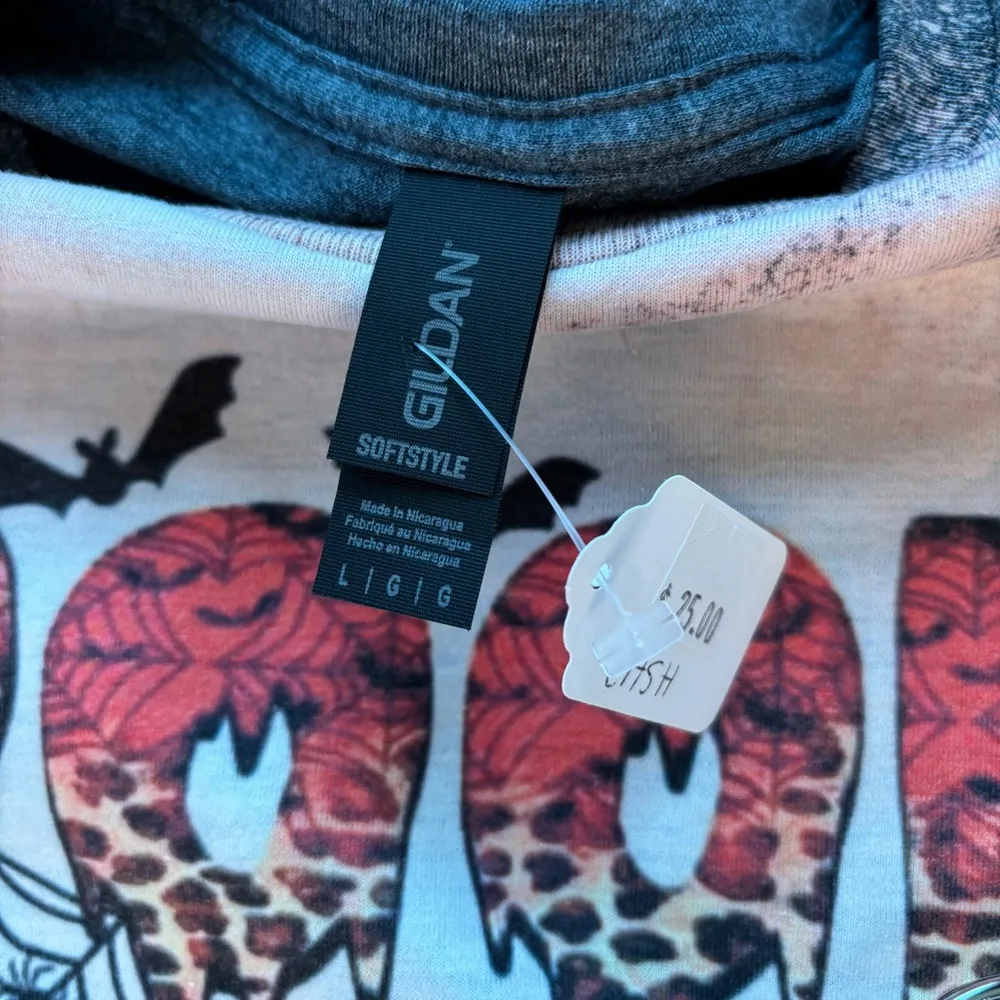 GILDAN®
SOFTSTYLE
Made in Nicaragua
Fabriqué au Nicaragua
Hecho en Nicaragua
L | G | G
25.00
CASH